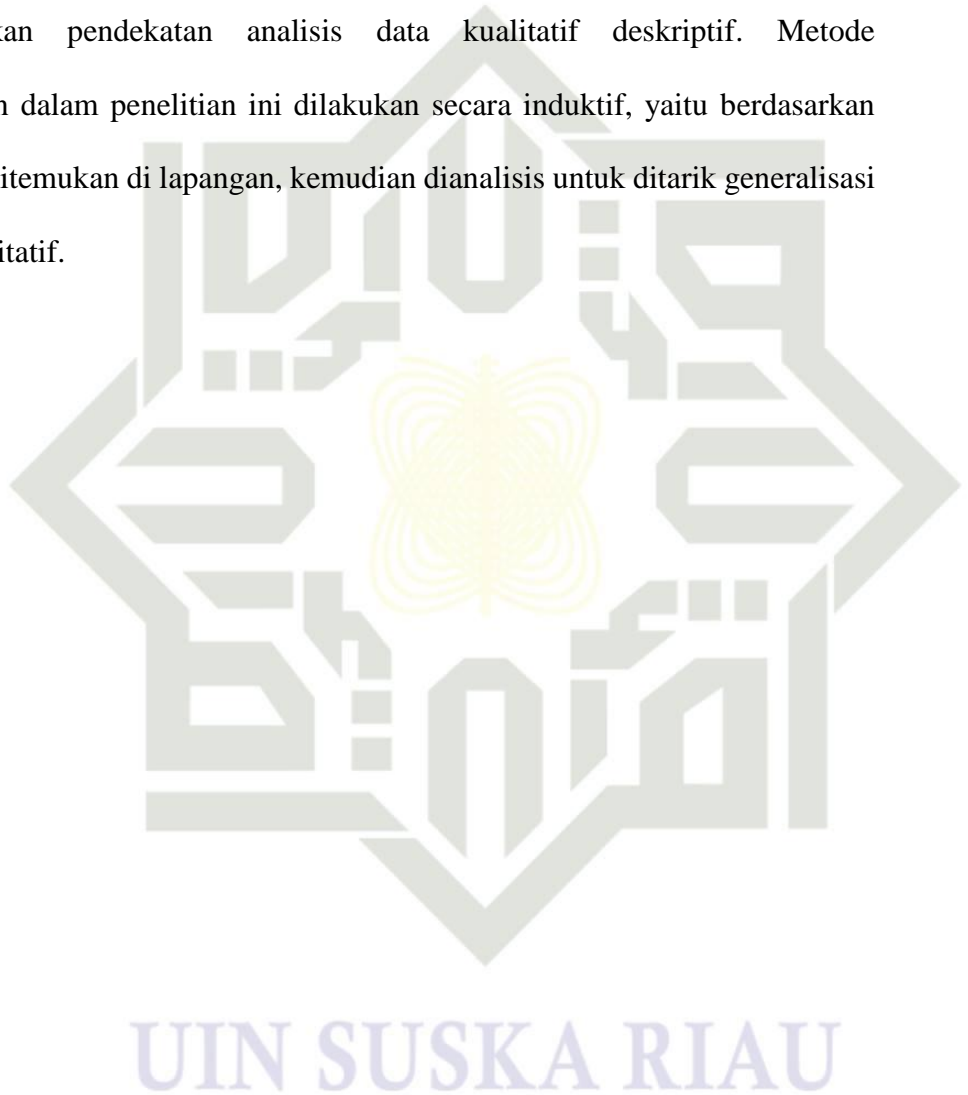 kan pendekatan analisis data kualitatif deskriptif. Metode
dalam penelitian ini dilakukan secara induktif, yaitu berdasarkan
itemukan di lapangan, kemudian dianalisis untuk ditarik generalisasi
itatif.
UIN SUSKA RIAU